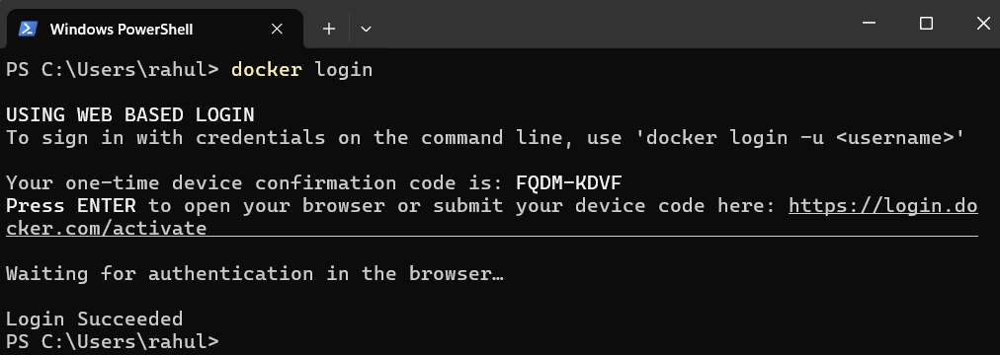 Windows PowerShell
PS C:\Users\rahul> docker login
USING WEB BASED LOGIN
To sign in with credentials on the command line, use 'docker login -u <username>'
Your one-time device confirmation code is: FQDM-KDVF
Press ENTER to open your browser or submit your device code here: https://login.do
cker.com/activate
Waiting for authentication in the browser…
Login Succeeded
PS C:\Users\rahul>